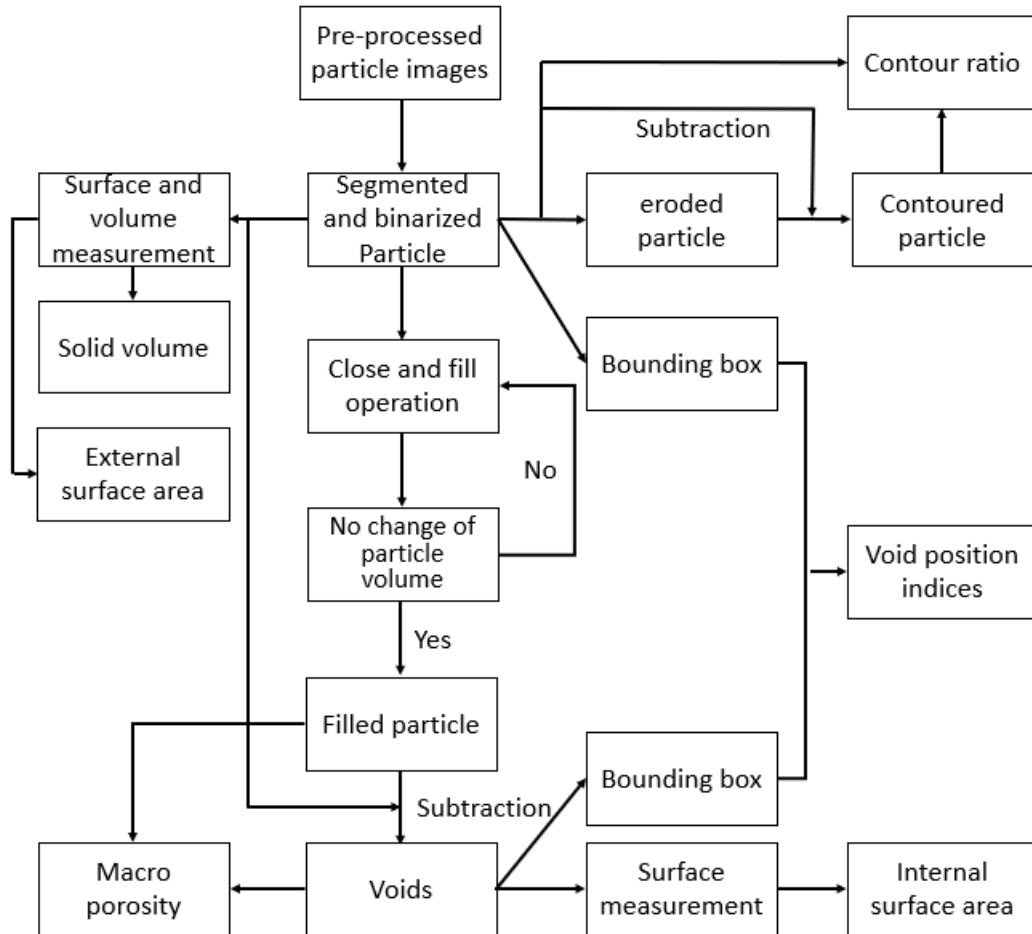 Pre-processed
particle images
Contour ratio
Subtraction
Surface and
volume
measurement
Segmented
and binarized
Particle
eroded
particle
Contoured
particle
Solid volume
Close and fill
operation
Bounding box
External
surface area
No
No change of
particle
volume
Void position
indices
Yes
Filled particle
Bounding box
Subtraction
Macro
porosity
Voids
Surface
measurement
Internal
surface area